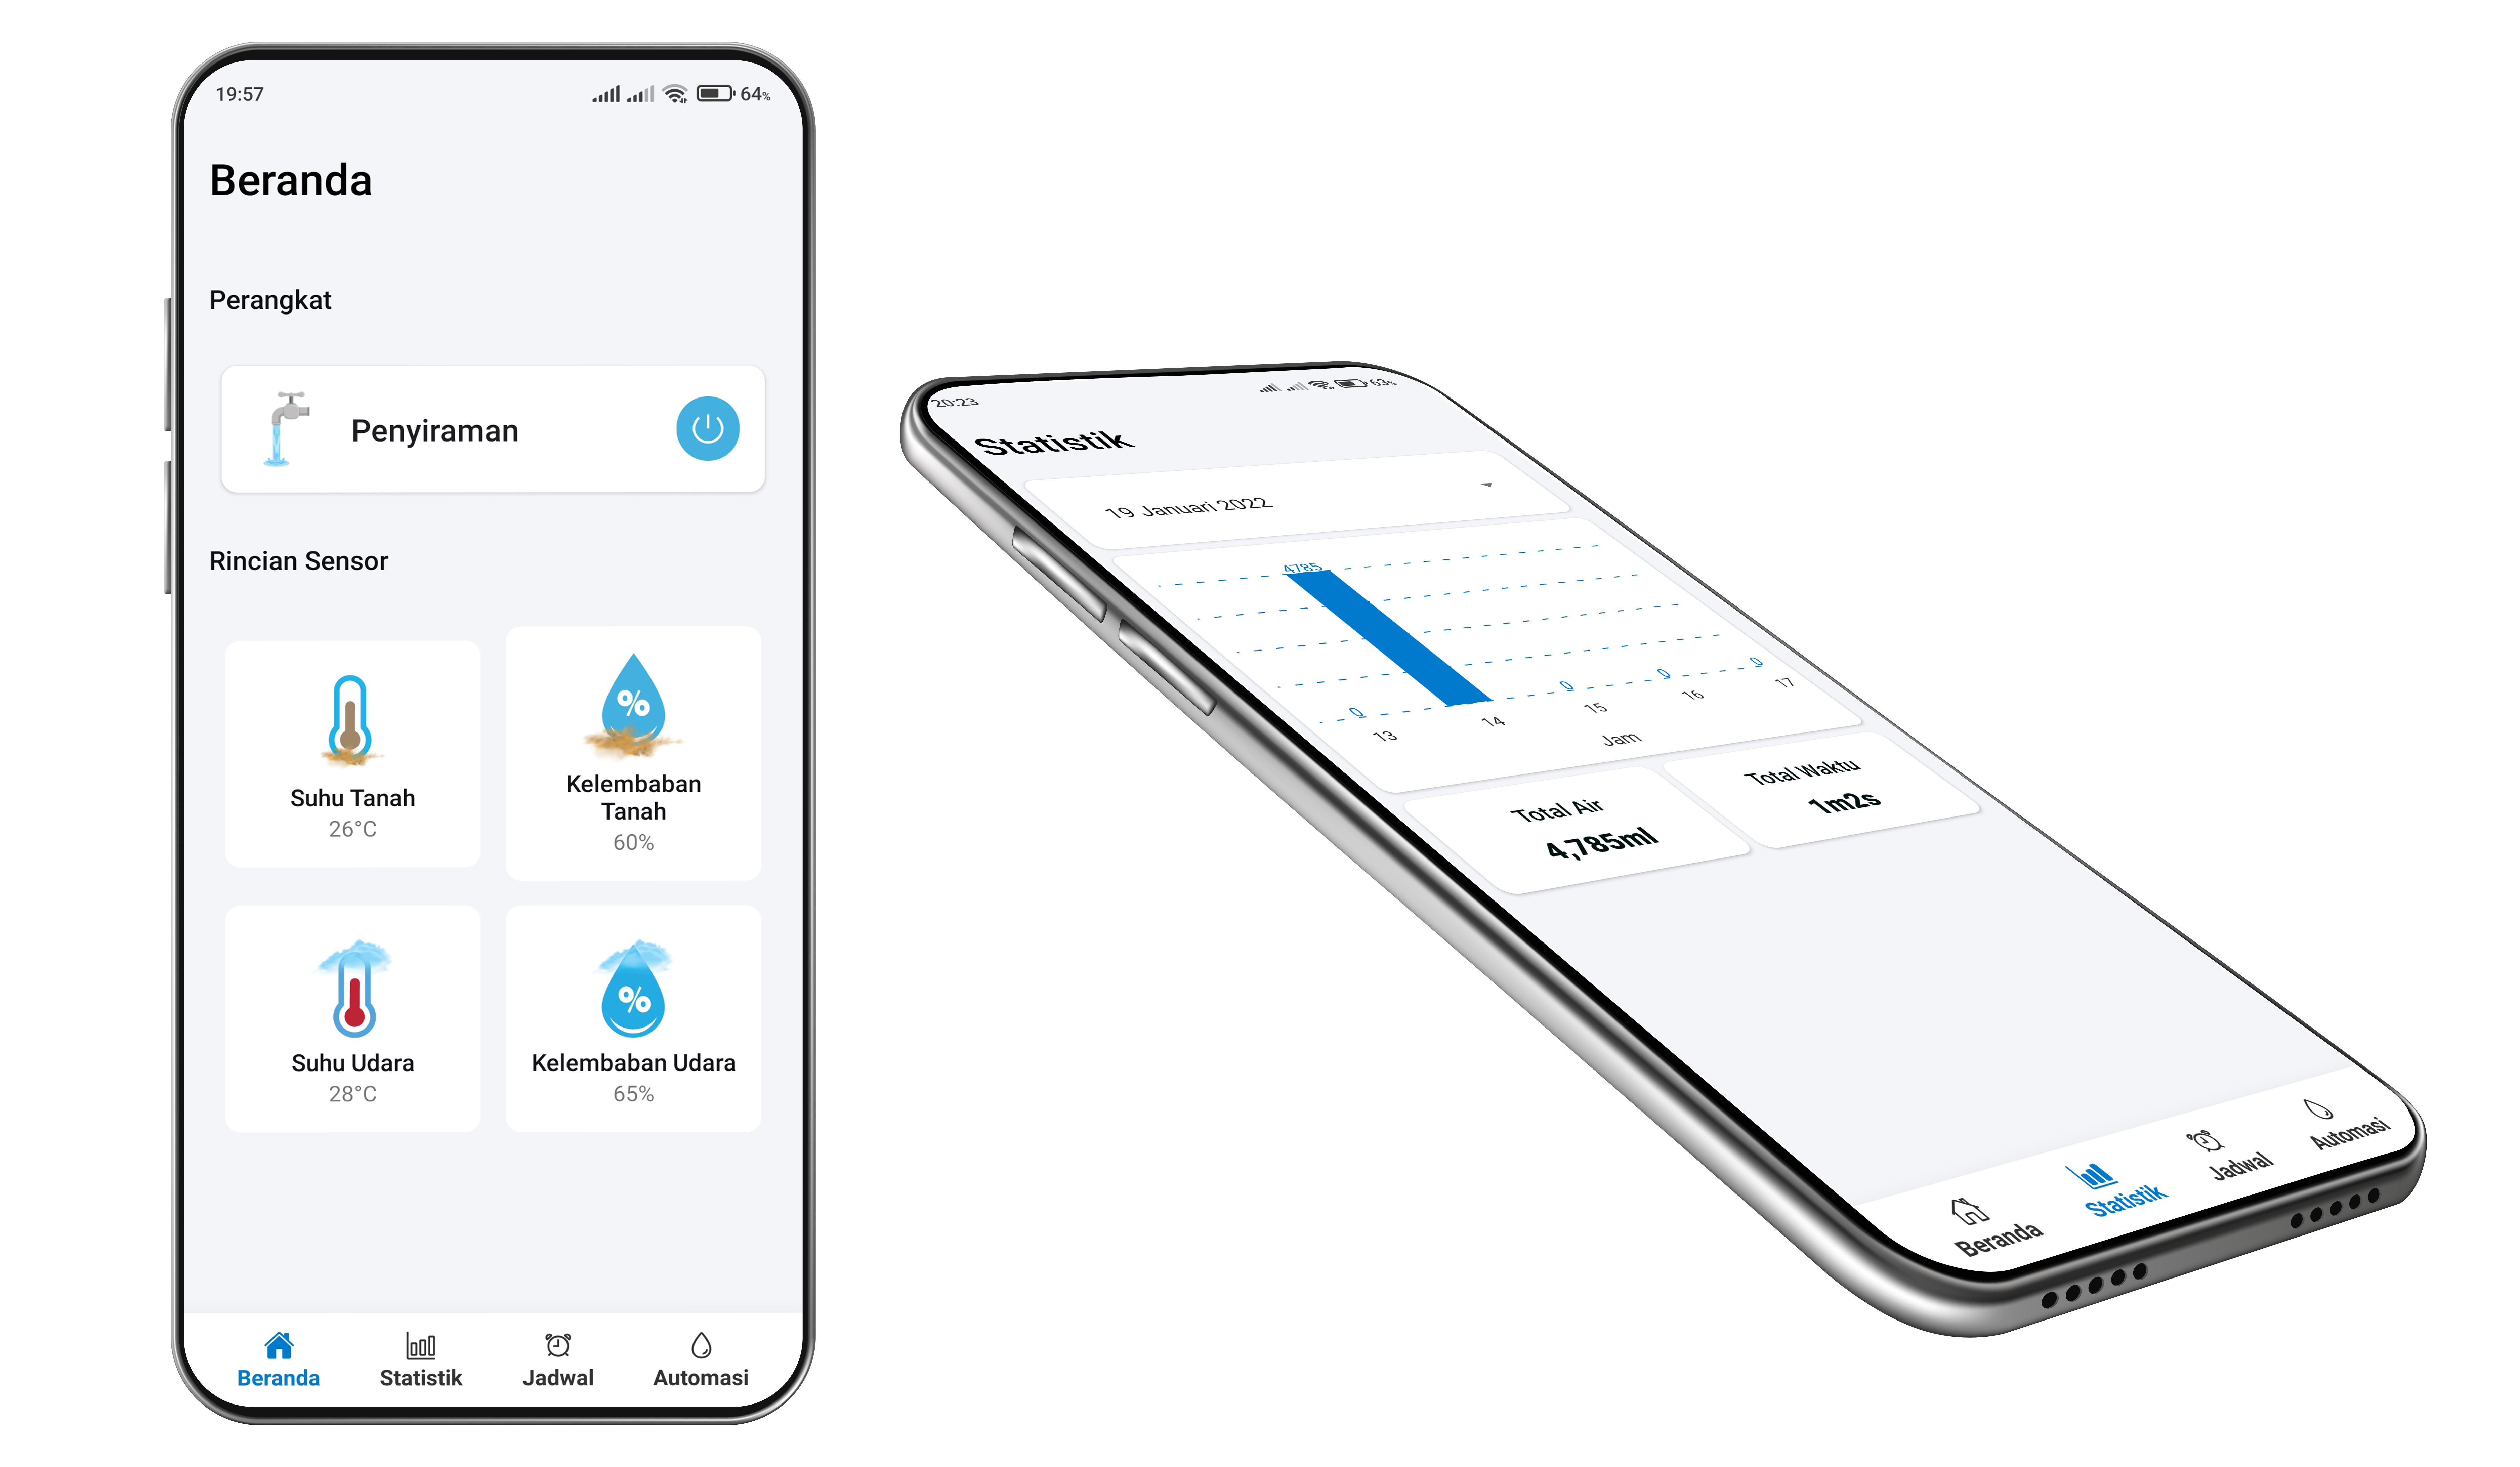 19:57
64%
Beranda
Perangkat
Penyiraman
Rincian Sensor
Suhu Tanah
26°C
%
Kelembaban
Tanah
60%
Suhu Udara
28°C
%
Kelembaban Udara
65%
Beranda
Statistik
Jadwal
Automasi
20:23
63%
Statistik
19 Januari 2022
4785
0
0
0
0
13
14
15
16
17
Jam
Total Air
4,785ml
Total Waktu
1m2s
Beranda
Statistik
Jadwal
Automasi